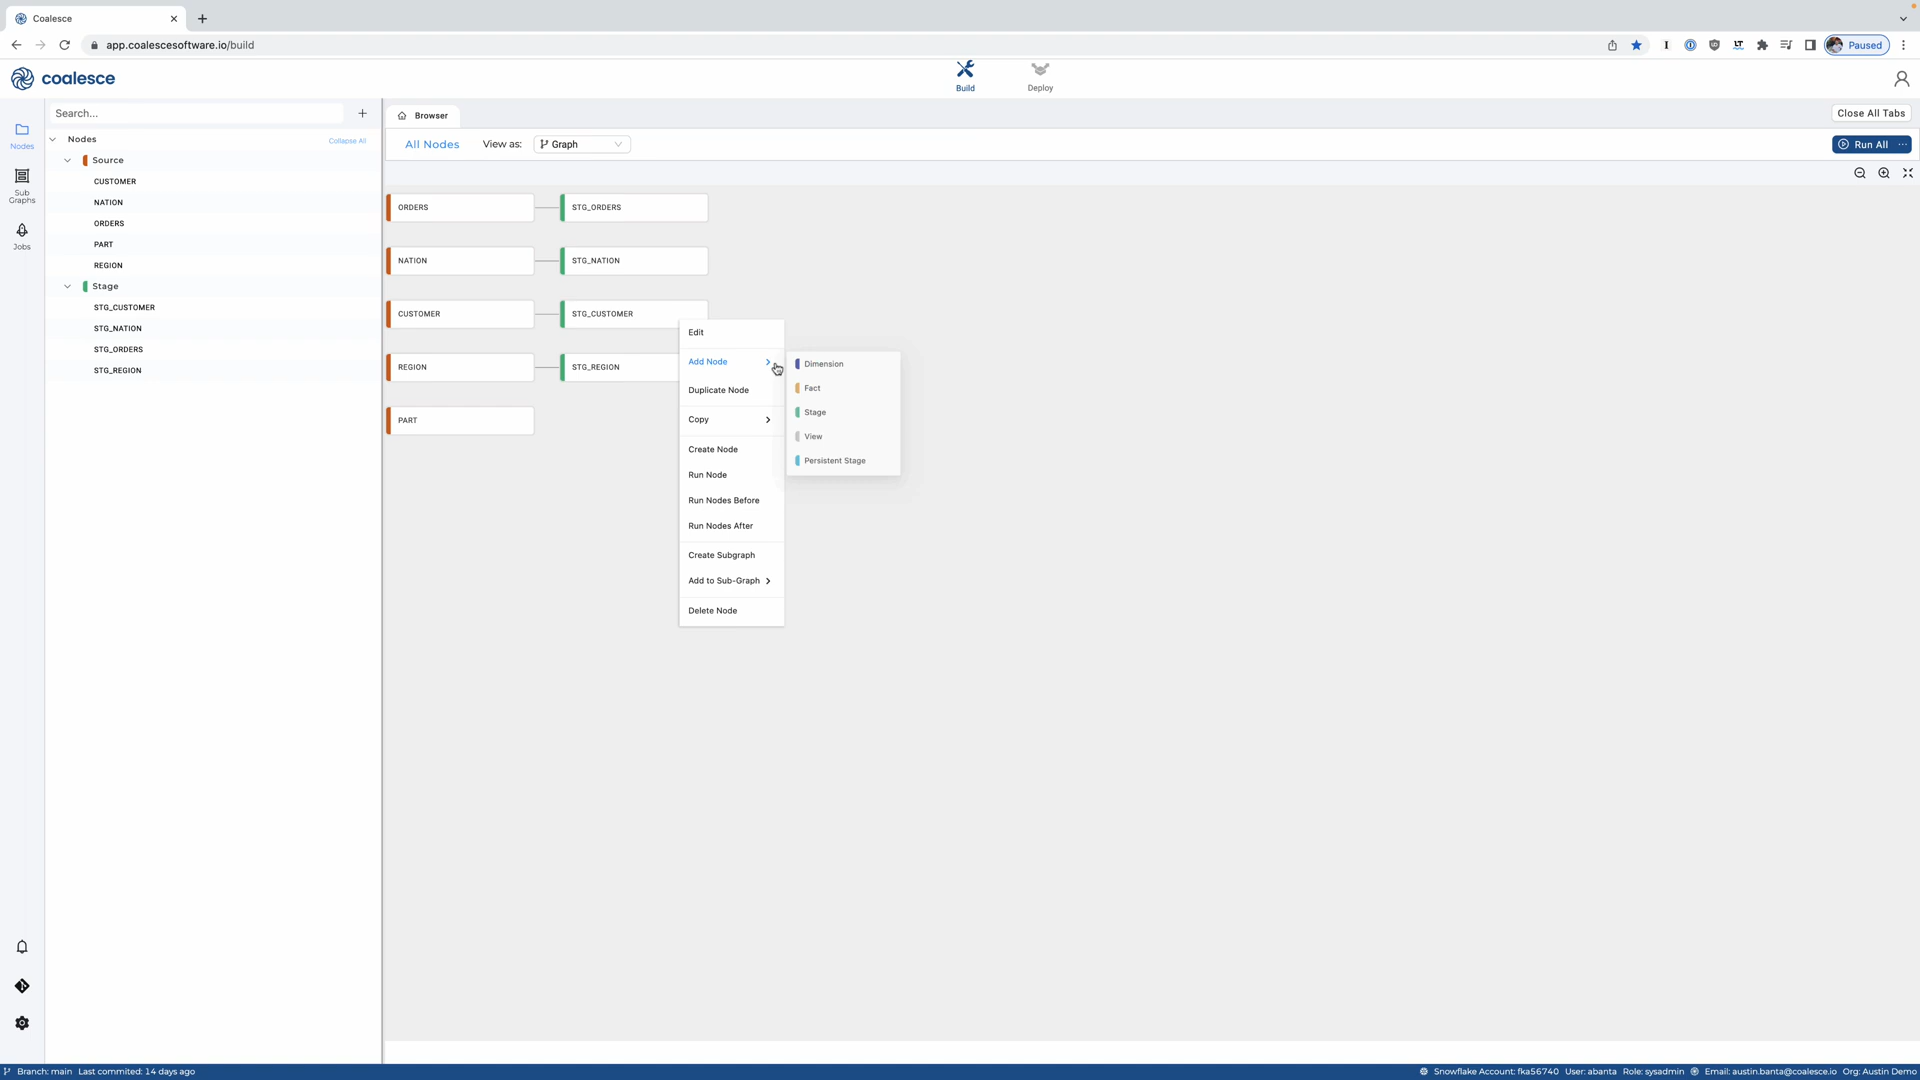 Coalesce
app.coalescesoftware.io/build
Paused
coalesce
Build
Deploy
Search...
Browser
Close All Tabs
Nodes
Collapse All
All Nodes
View as:
Graph
Run All
Nodes
Source
CUSTOMER
NATION
ORDERS
PART
REGION
Stage
STG_CUSTOMER
STG_NATION
STG_ORDERS
STG_REGION
Sub
Graphs
Jobs
ORDERS
STG_ORDERS
NATION
STG_NATION
CUSTOMER
STG_CUSTOMER
REGION
STG_REGION
PART
Edit
Add Node
Duplicate Node
Copy
Create Node
Run Node
Run Nodes Before
Run Nodes After
Create Subgraph
Add to Sub-Graph
Delete Node
Dimension
Fact
Stage
View
Persistent Stage
Branch: main Last commited: 14 days ago
Snowflake Account: fka56740 User: abanta Role: sysadmin Email: austin.banta@coalesce.io Org: Austin Demo